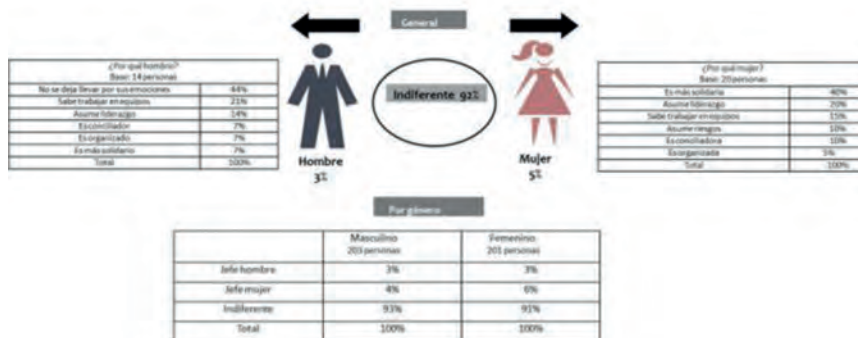 General
¿Por qué hombre?
Base: 14 personas
No se deja llevar por sus emociones 44%
Sabe trabajar en equipos 21%
Asume liderazgo 14%
Es conciliador 7%
Es organizado 7%
Es más solidario 7%
Total 100%
Indiferente 92%
Hombre
3%
Mujer
5%
¿Por qué mujer?
Base: 20 personas
Es más solidaria 40%
Asume liderazgo 20%
Sabe trabajar en equipos 15%
Asume riesgos 10%
Es conciliadora 10%
Es organizada 5%
Total 100%
Por género
Masculino Femenino
203 personas 201 personas
Jefe hombre 3% 3%
Jefe mujer 4% 6%
Indiferente 93% 91%
Total 100% 100%